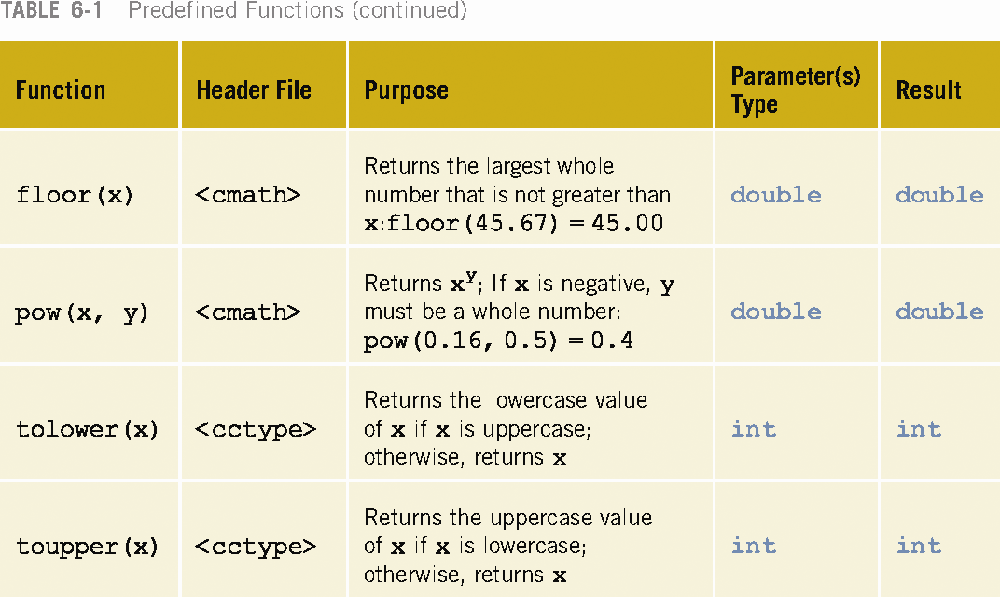 TABLE 6-1 Predefined Functions (continued)
Function Header File Purpose Parameter(s) Type Result
Returns the largest whole
floor(x) <cmath> number that is not greater than double double
x:floor(45.67) = 45.00
Returns xʸ; If x is negative, y
pow(x, y) <cmath> must be a whole number: double double
pow(0.16, 0.5) = 0.4
Returns the lowercase value
tolower(x) <cctype> of x if x is uppercase; int int
otherwise, returns x
Returns the uppercase value
toupper(x) <cctype> of x if x is lowercase; int int
otherwise, returns x